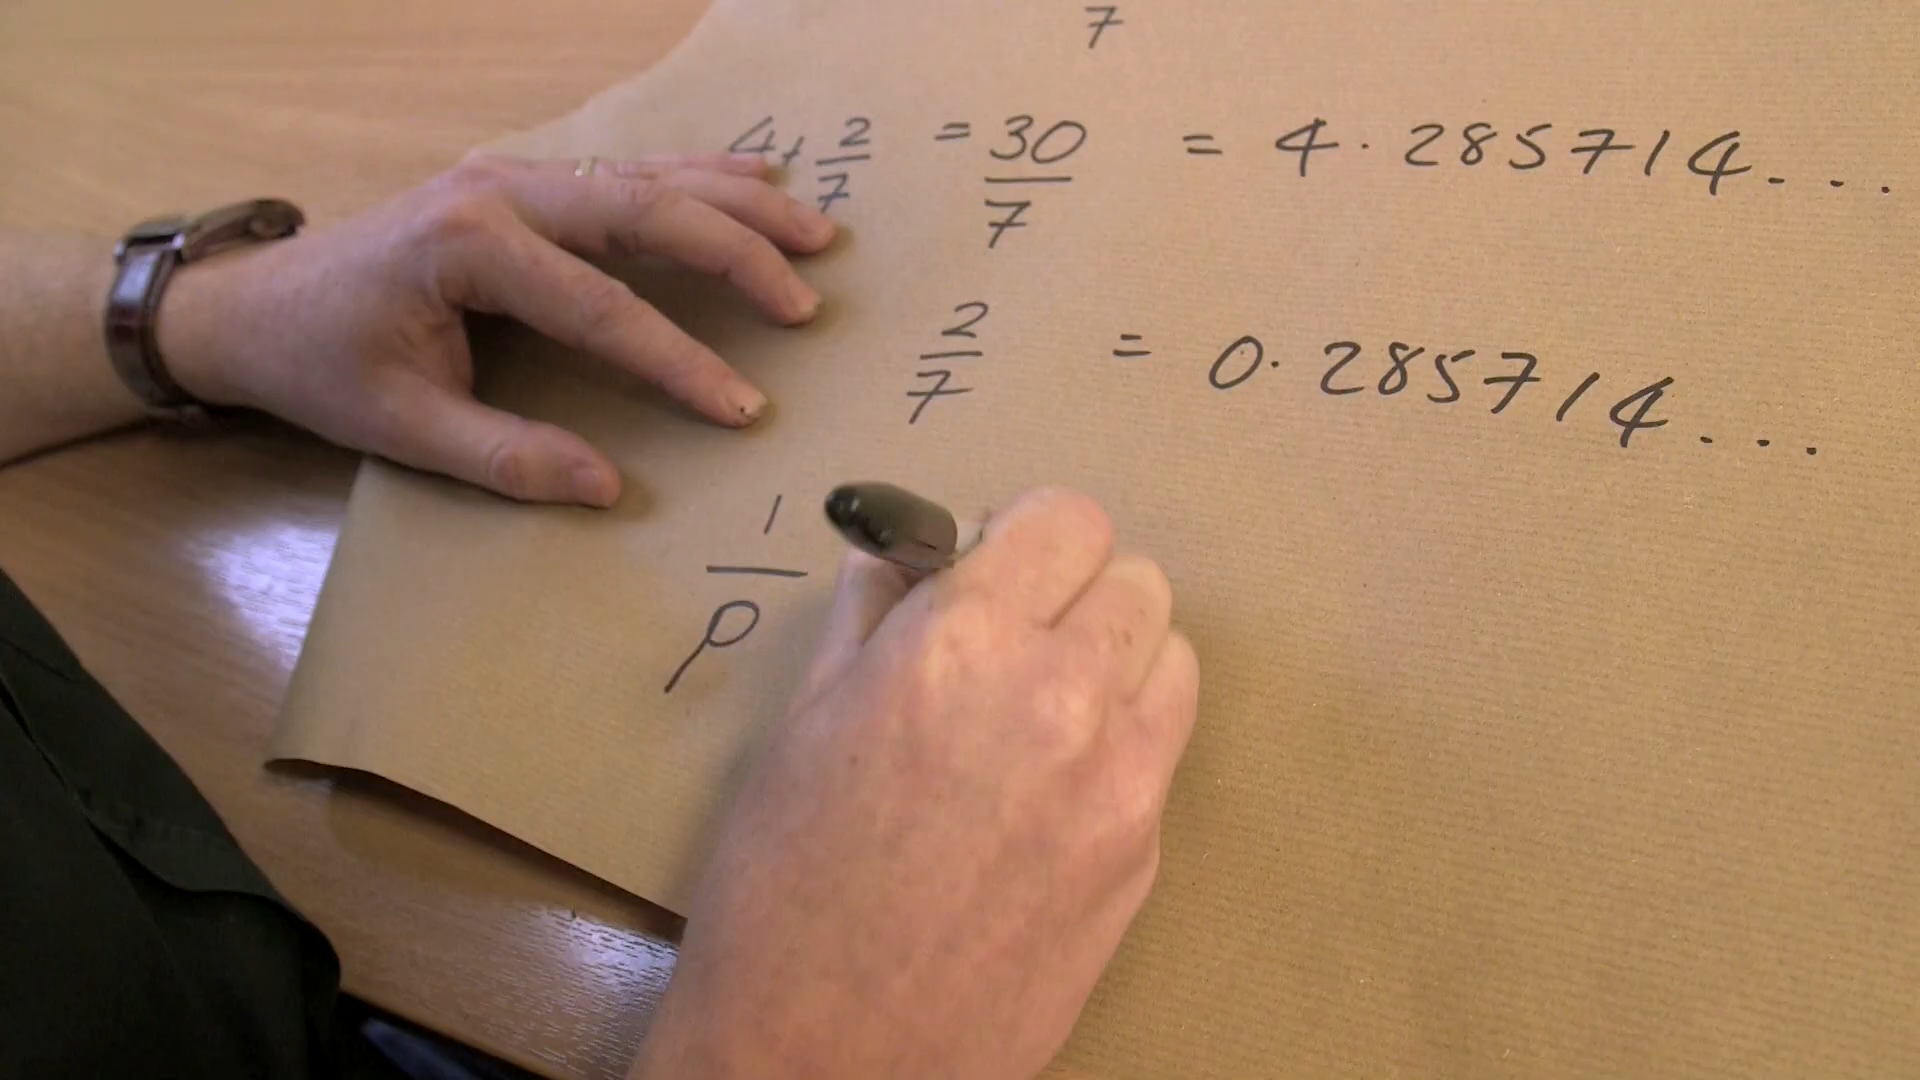 7
4 + 2/7 = 30/7 = 4.285714...
2/7 = 0.285714...
1/p